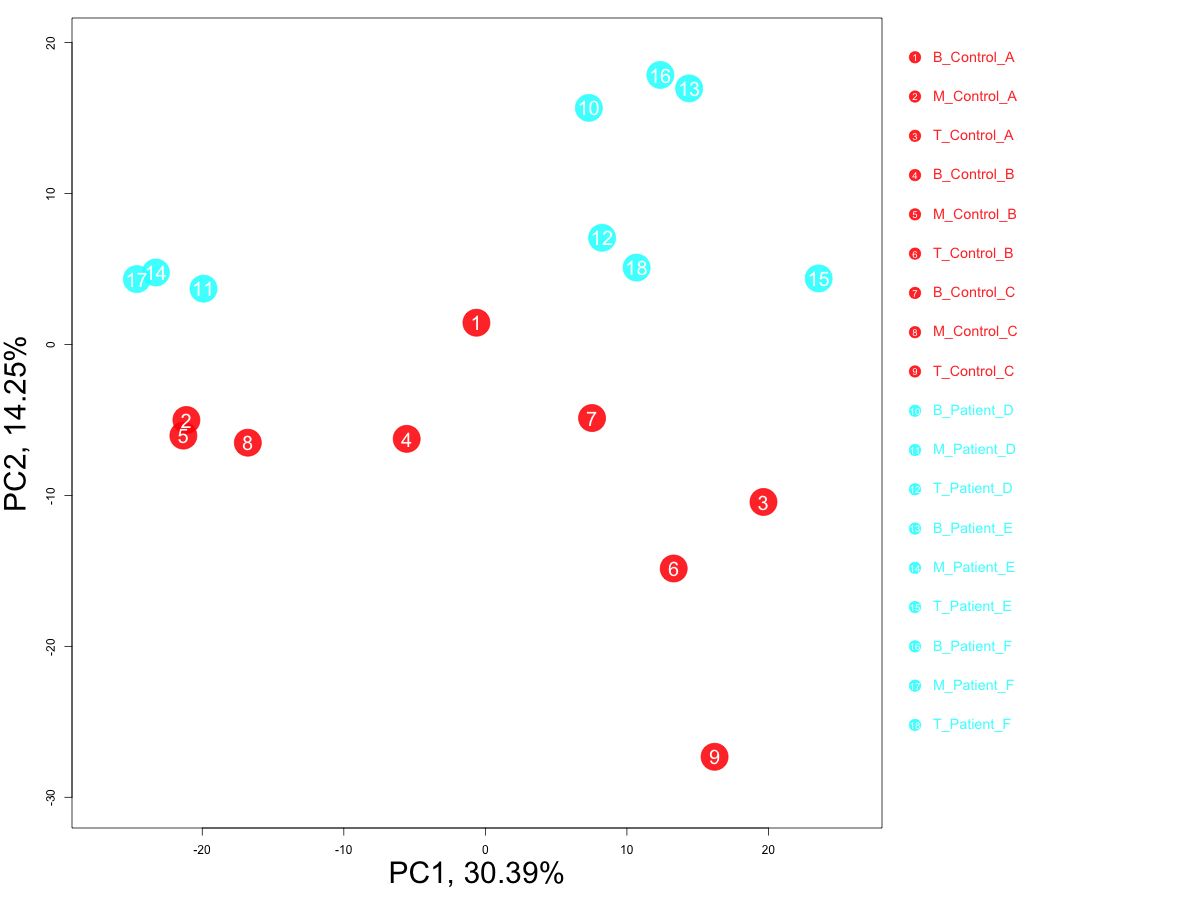 20
10
0
-10
-20
-30
PC2, 14.25%
-20
-10
0
10
20
PC1, 30.39%
16
13
10
12
18
15
17
14
11
1
2
5
8
4
7
3
6
9
1 B_Control_A
2 M_Control_A
3 T_Control_A
4 B_Control_B
5 M_Control_B
6 T_Control_B
7 B_Control_C
8 M_Control_C
9 T_Control_C
10 B_Patient_D
11 M_Patient_D
12 T_Patient_D
13 B_Patient_E
14 M_Patient_E
15 T_Patient_E
16 B_Patient_F
17 M_Patient_F
18 T_Patient_F